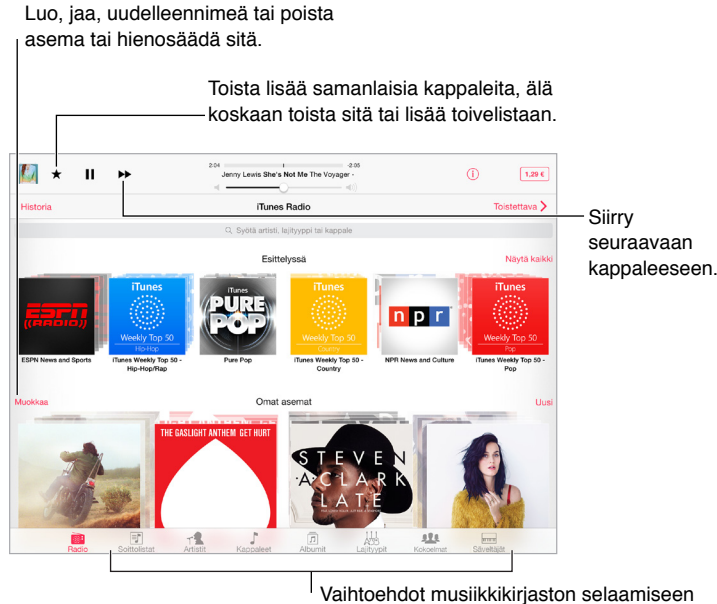 Luo, jaa, uudelleennimeä tai poista
asema tai hienosäädä sitä.
Toista lisää samanlaisia kappaleita, älä
koskaan toista sitä tai lisää toivelistaan.
2:04 -2:05
Jenny Lewis She's Not Me The Voyager -
1,29 €
Historia iTunes Radio Toistettava
Siirry
seuraavaan
kappaleeseen.
Syötä artisti, lajityyppi tai kappale
Esittelyssä Näytä kaikki
ESPN
((RADIO))
iTunes
Weekly Top 50
Hip-Hop
iTunes
PURE
POP
iTunes
Weekly Top 50
Country
npr
iTunes
Weekly Top 50
Pop
ESPN News and Sports
iTunes Weekly Top 50 -
Hip-Hop/Rap
Pure Pop
iTunes Weekly Top 50 -
Country
NPR News and Culture
iTunes Weekly Top 50 -
Pop
Muokkaa Omat asemat Uusi
THE GASLIGHT ANTHEM GET HURT
STEVEN
A CLARK
LATE
Radio Soittolistat Artistit Kappaleet Albumit Lajityypit Kokoelmat Säveltäjät
Vaihtoehdot musiikkikirjaston selaamiseen